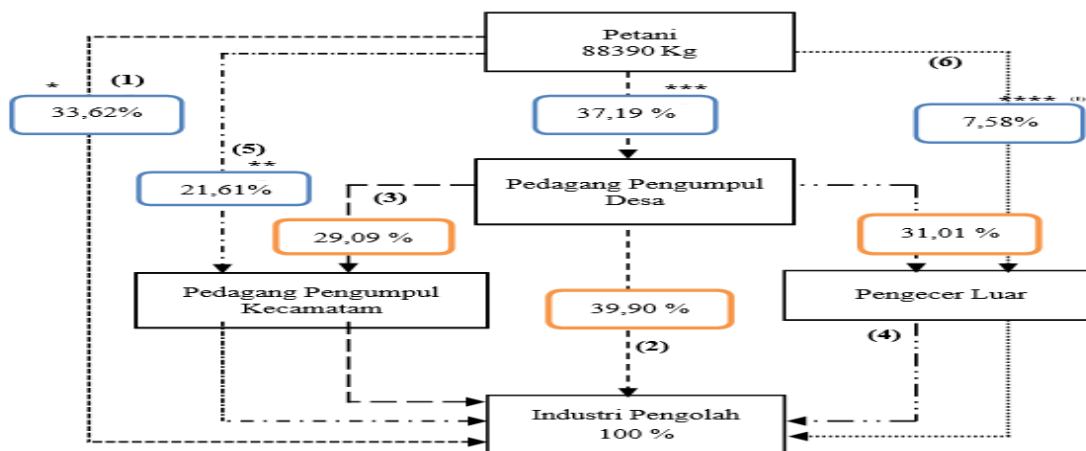 Petani
88390 Kg
*
(1)
33,62%
***
37,19 %
(6)
****
7,58%
(5)
**
21,61%
(3)
29,09 %
Pedagang Pengumpul
Desa
31,01 %
Pedagang Pengumpul
Kecamatam
39,90 %
(2)
Pengecer Luar
(4)
Industri Pengolah
100 %